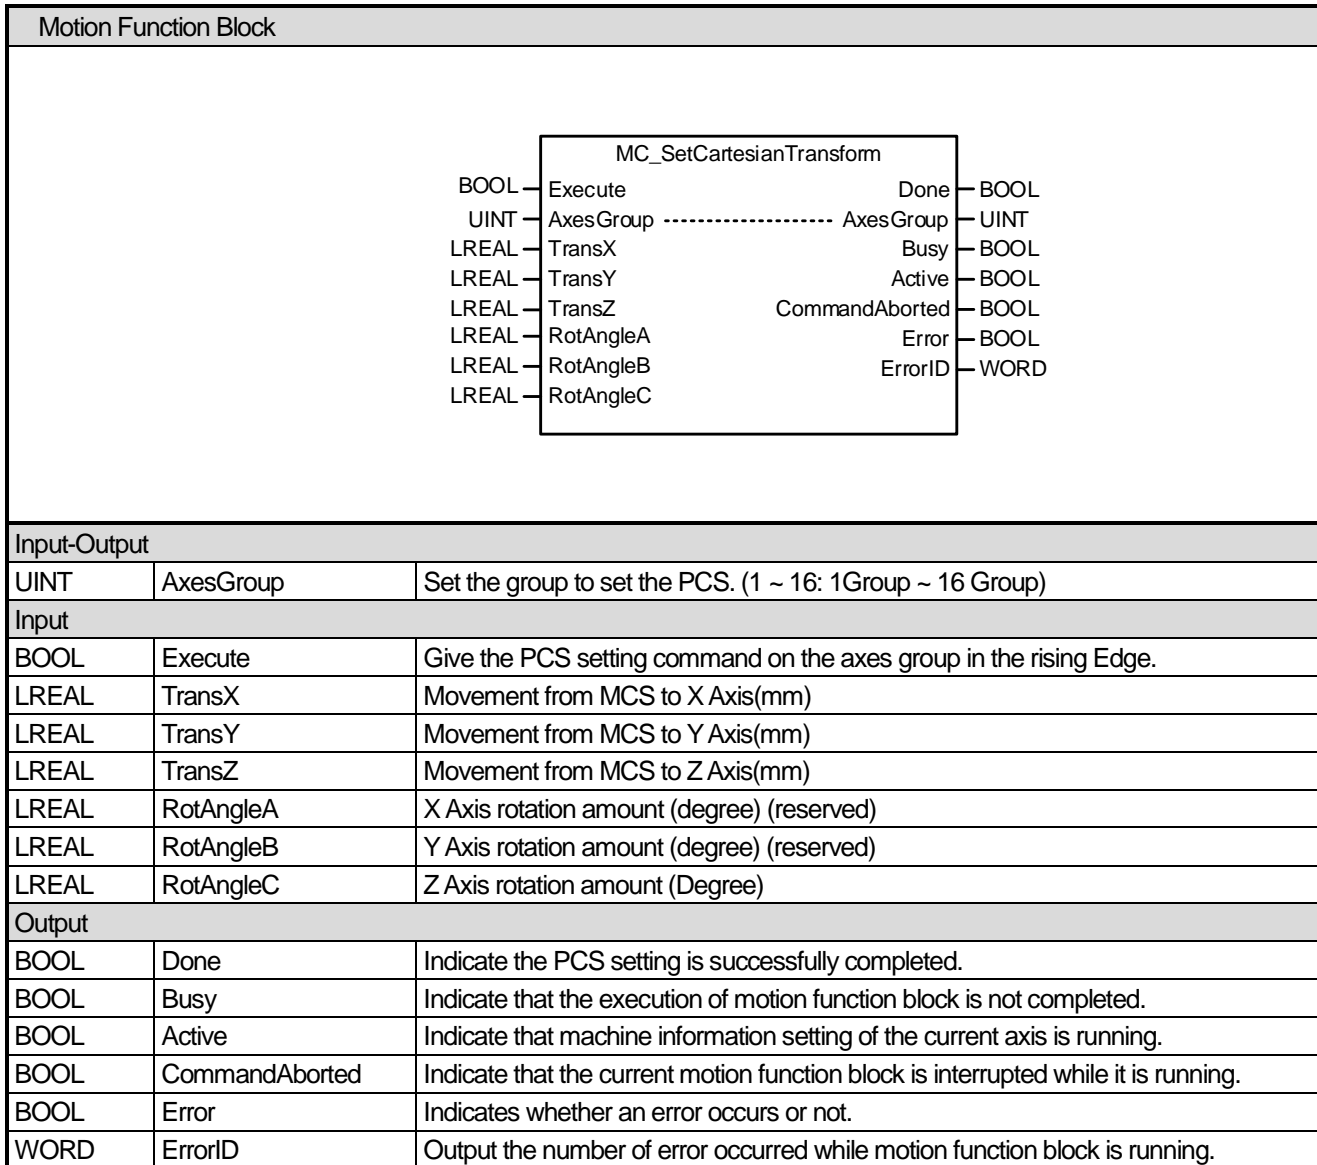 Motion Function Block
MC_SetCartesianTransform
BOOL Execute Done BOOL
UINT AxesGroup AxesGroup UINT
LREAL TransX Busy BOOL
LREAL TransY Active BOOL
LREAL TransZ CommandAborted BOOL
LREAL RotAngleA Error BOOL
LREAL RotAngleB ErrorID WORD
LREAL RotAngleC
Input-Output
UINT AxesGroup Set the group to set the PCS. (1 ~ 16: 1Group ~ 16 Group)
Input
BOOL Execute Give the PCS setting command on the axes group in the rising Edge.
LREAL TransX Movement from MCS to X Axis(mm)
LREAL TransY Movement from MCS to Y Axis(mm)
LREAL TransZ Movement from MCS to Z Axis(mm)
LREAL RotAngleA X Axis rotation amount (degree) (reserved)
LREAL RotAngleB Y Axis rotation amount (degree) (reserved)
LREAL RotAngleC Z Axis rotation amount (Degree)
Output
BOOL Done Indicate the PCS setting is successfully completed.
BOOL Busy Indicate that the execution of motion function block is not completed.
BOOL Active Indicate that machine information setting of the current axis is running.
BOOL CommandAborted Indicate that the current motion function block is interrupted while it is running.
BOOL Error Indicates whether an error occurs or not.
WORD ErrorID Output the number of error occurred while motion function block is running.